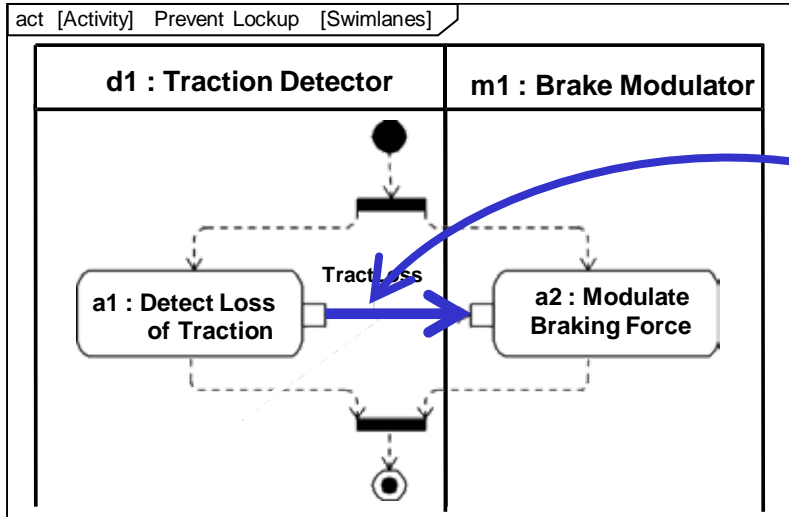 act [Activity] Prevent Lockup [Swimlanes]
d1 : Traction Detector
m1 : Brake Modulator
TractLoss
a1 : Detect Loss
of Traction
a2 : Modulate
Braking Force